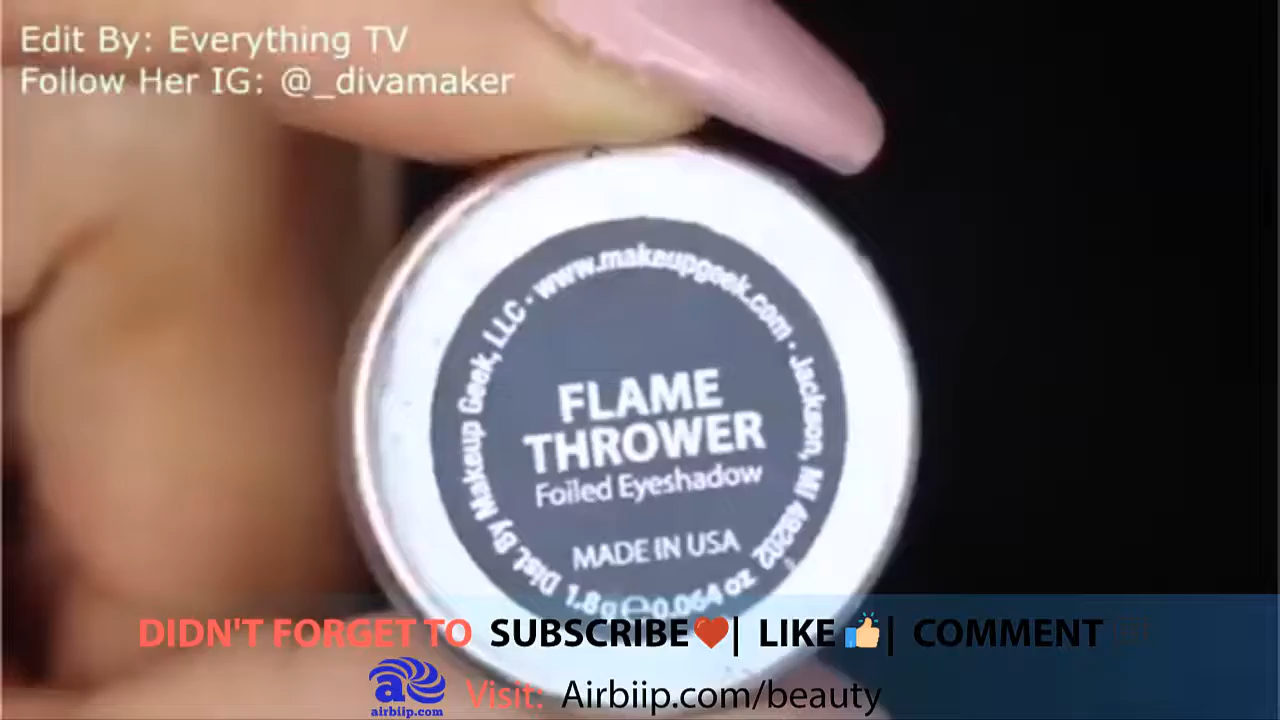 Edit By: Everything TV
Follow Her IG: @_divamaker
Dist. By Makeup Geek, LLC · www.makeupgeek.com · Jackson, MI 49202
FLAME
THROWER
Foiled Eyeshadow
MADE IN USA
1.8g ℮ 0.064 oz
DIDN'T FORGET TO SUBSCRIBE❤️| LIKE 👍| COMMENT
airbiip.com
Visit: Airbiip.com/beauty